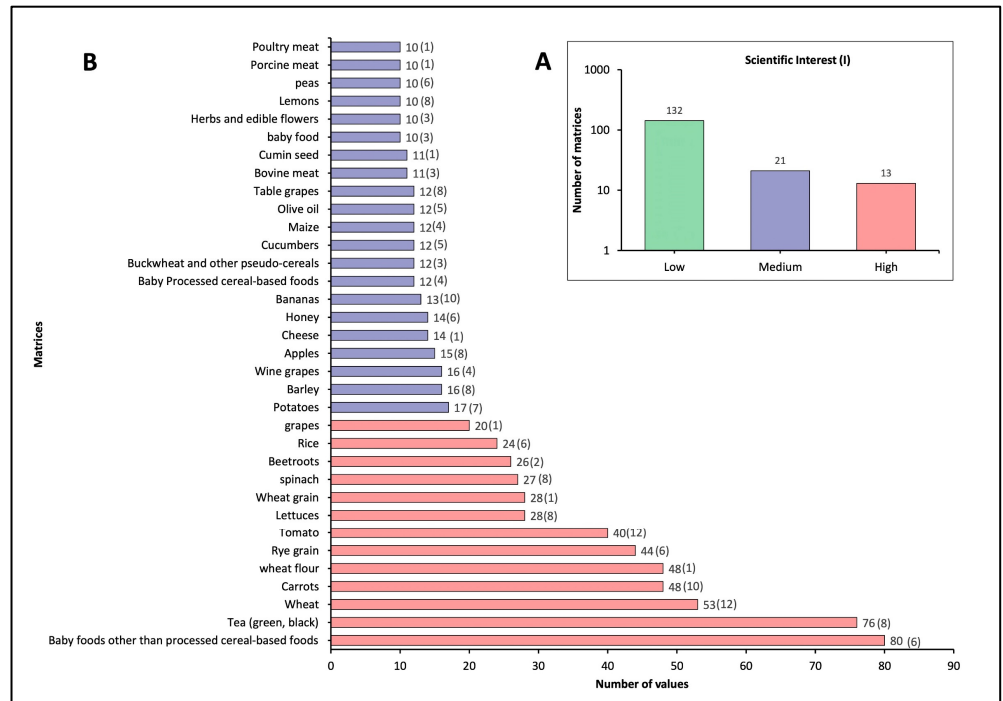 B
Poultry meat 10 (1)
Porcine meat 10 (1)
peas 10 (6)
Lemons 10 (8)
Herbs and edible flowers 10 (3)
baby food 10 (3)
Cumin seed 11 (1)
Bovine meat 11 (3)
Table grapes 12 (8)
Olive oil 12 (5)
Maize 12 (4)
Cucumbers 12 (5)
Buckwheat and other pseudo-cereals 12 (3)
Baby Processed cereal-based foods 12 (4)
Bananas 13 (10)
Honey 14 (6)
Cheese 14 (1)
Apples 15 (8)
Wine grapes 16 (4)
Barley 16 (8)
Potatoes 17 (7)
grapes 20 (1)
Rice 24 (6)
Beetroots 26 (2)
spinach 27 (8)
Wheat grain 28 (1)
Lettuces 28 (8)
Tomato 40 (12)
Rye grain 44 (6)
wheat flour 48 (1)
Carrots 48 (10)
Wheat 53 (12)
Tea (green, black) 76 (8)
Baby foods other than processed cereal-based foods 80 (6)
0 10 20 30 40 50 60 70 80 90
Number of values
Matrices
A
Scientific Interest (I)
Number of matrices
1000
100
10
1
132
21
13
Low Medium High